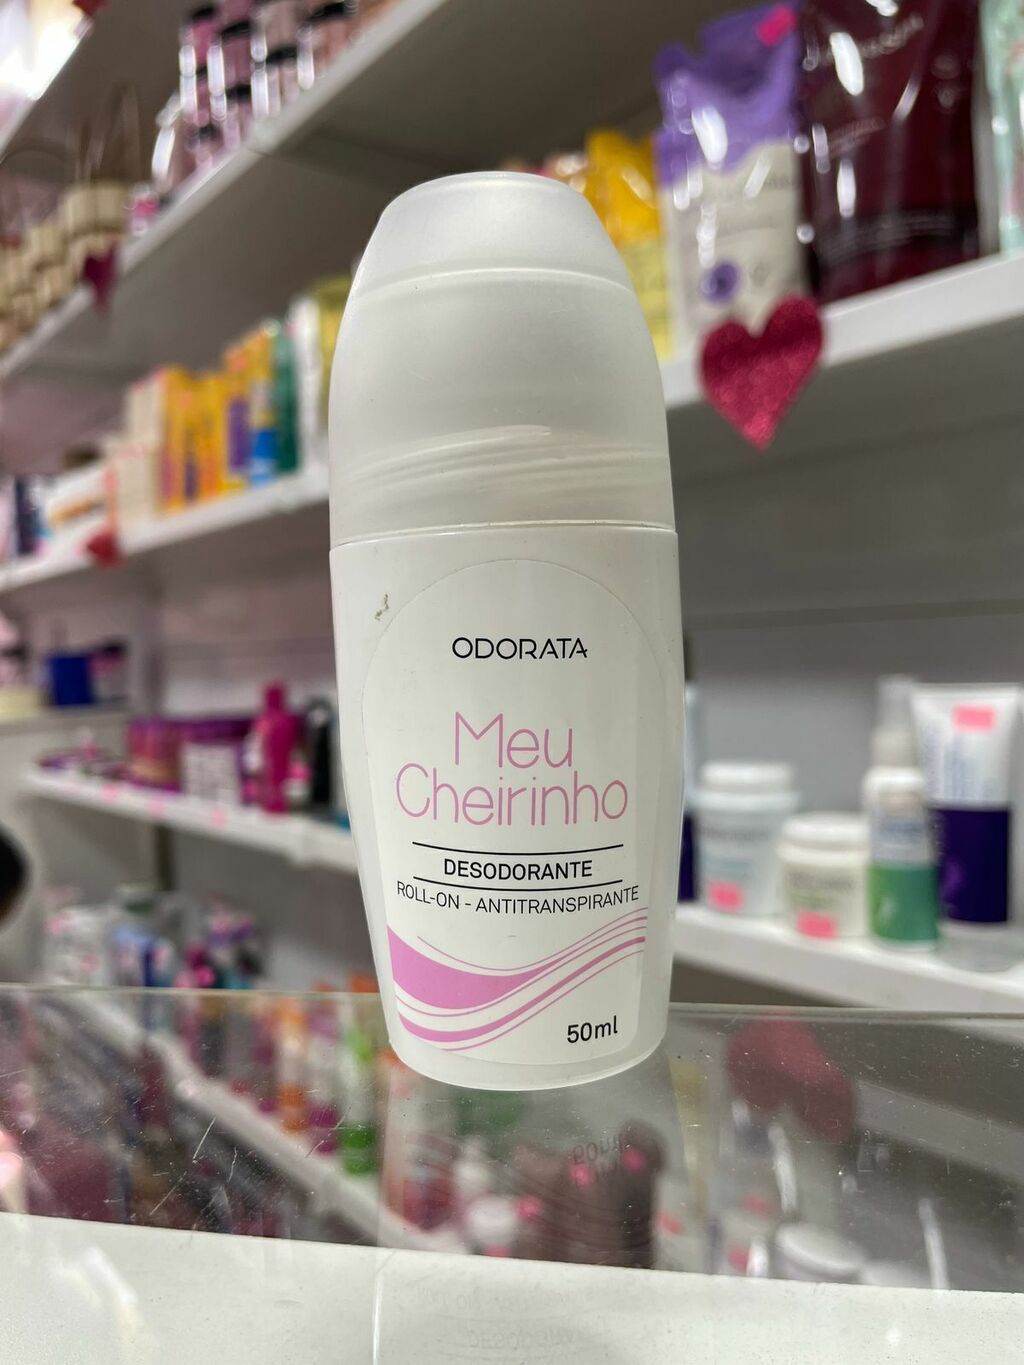 ODORATA
Meu
Cheirinho
DESODORANTE
ROLL-ON - ANTITRANSPIRANTE
50ml